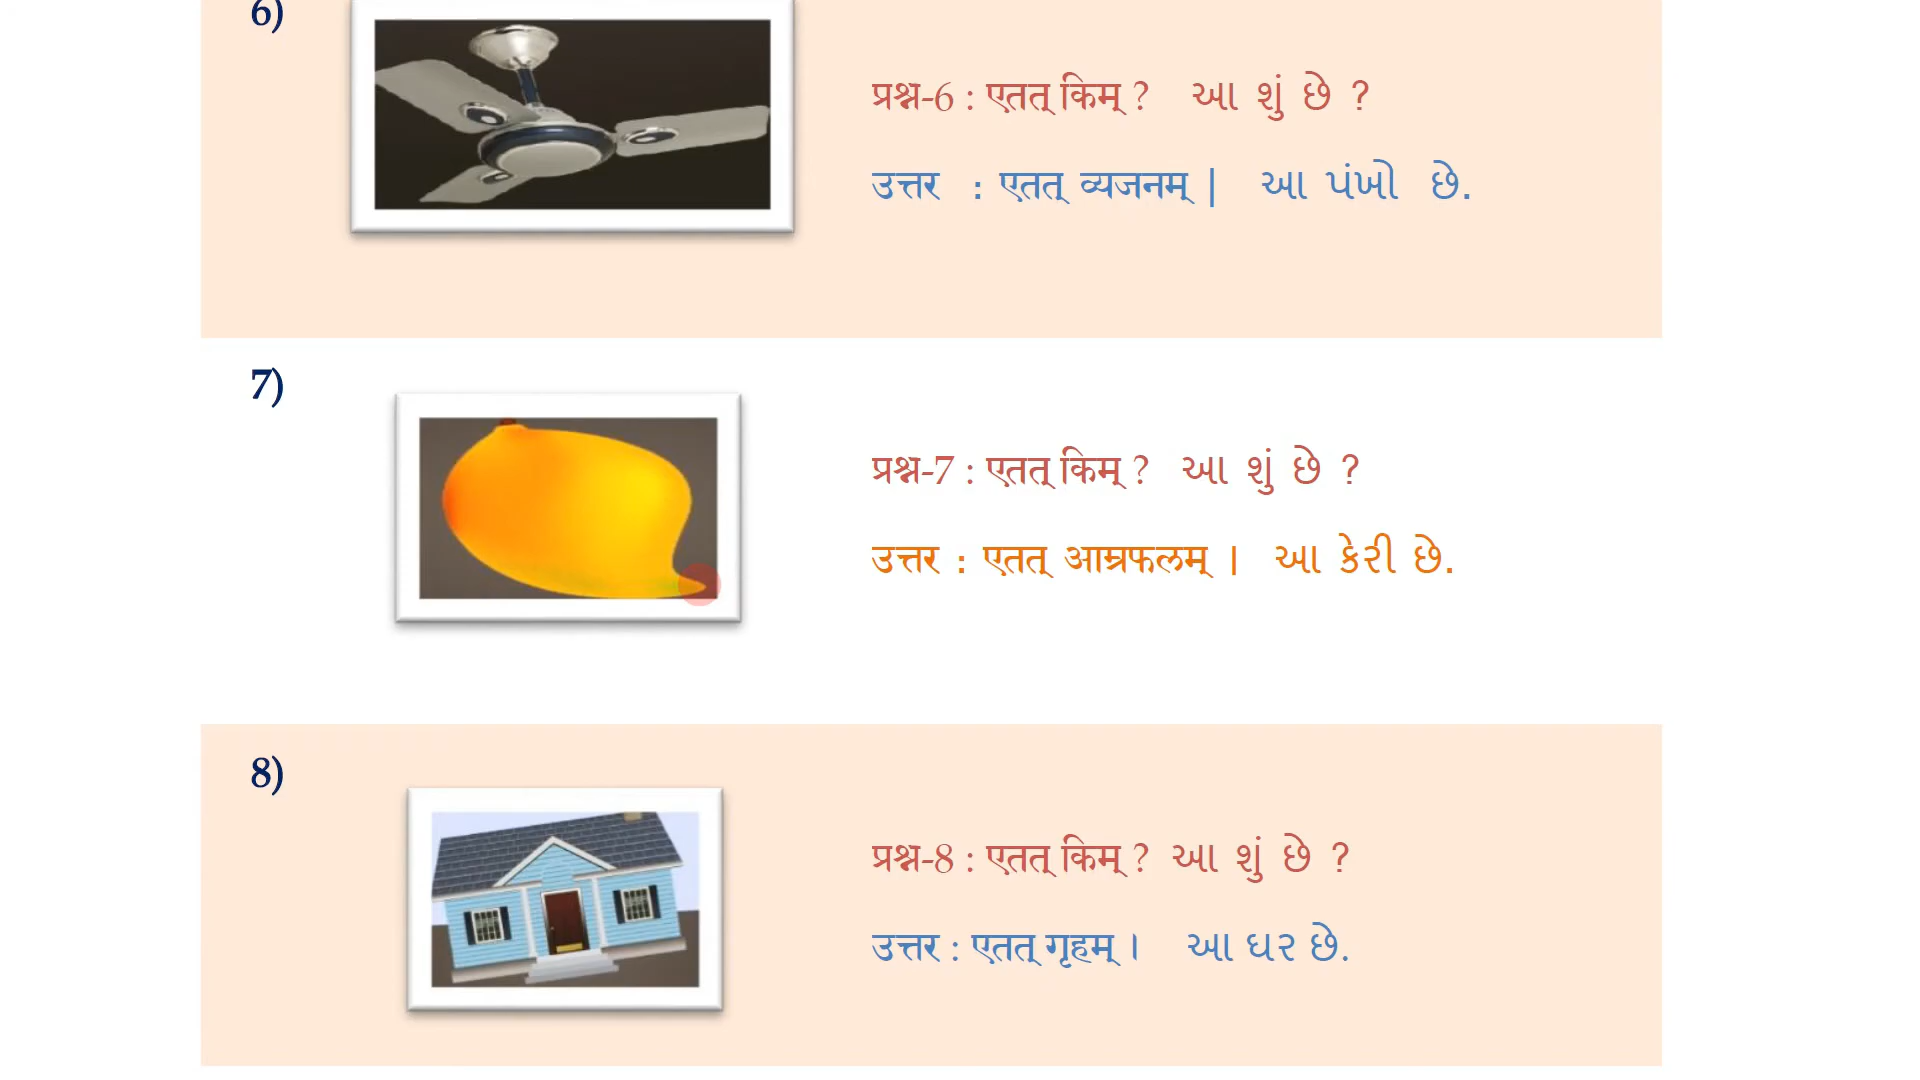 6)
प्रश्न-6 : एतत् किम् ? આ શું છે ?
उत्तर : एतत् व्यजनम् | આ પંખો છે.
7)
प्रश्न-7 : एतत् किम् ? આ શું છે ?
उत्तर : एतत् आम्रफलम् । આ કેરી છે.
8)
प्रश्न-8 : एतत् किम् ? આ શું છે ?
उत्तर : एतत् गृहम् । આ ઘર છે.